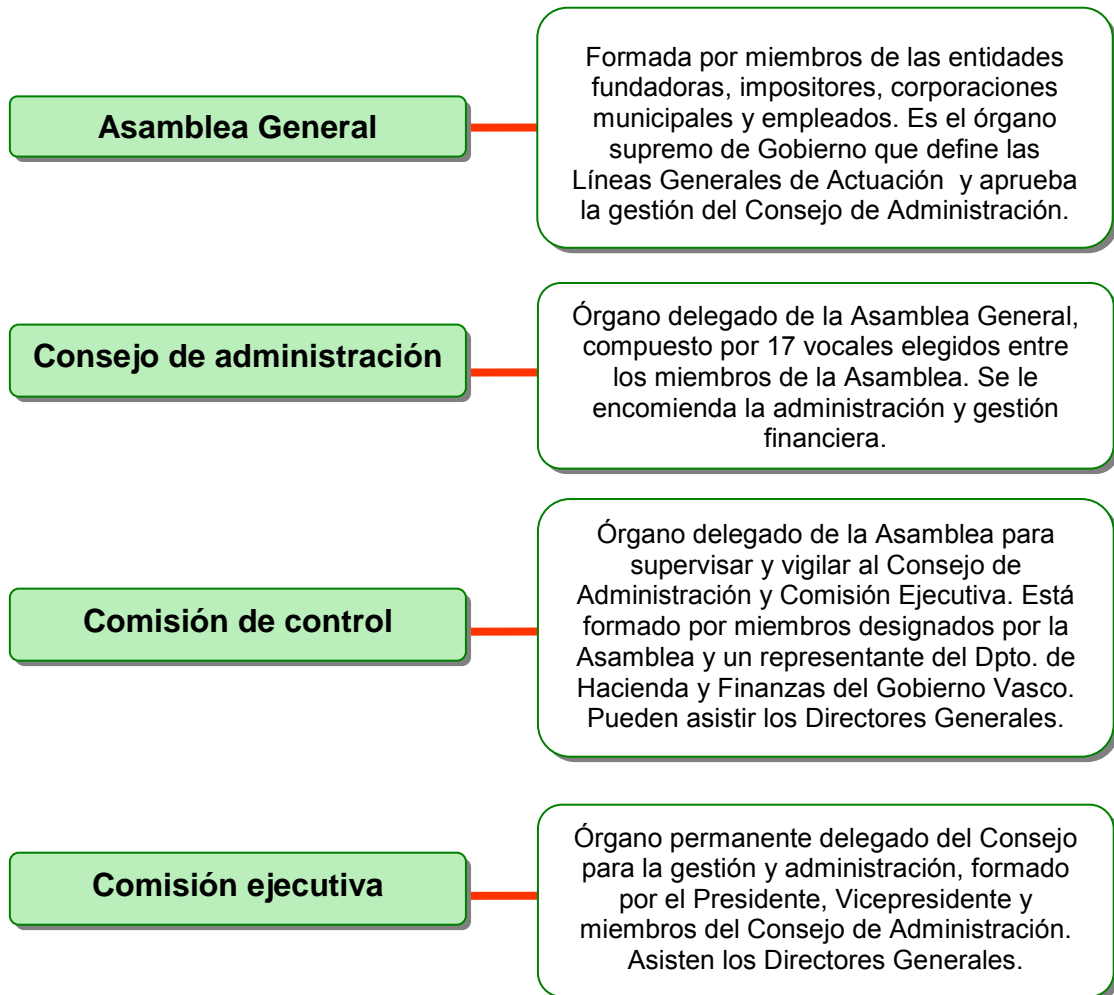 Asamblea General
Formada por miembros de las entidades
fundadoras, impositores, corporaciones
municipales y empleados. Es el órgano
supremo de Gobierno que define las
Líneas Generales de Actuación y aprueba
la gestión del Consejo de Administración.
Consejo de administración
Órgano delegado de la Asamblea General,
compuesto por 17 vocales elegidos entre
los miembros de la Asamblea. Se le
encomienda la administración y gestión
financiera.
Comisión de control
Órgano delegado de la Asamblea para
supervisar y vigilar al Consejo de
Administración y Comisión Ejecutiva. Está
formado por miembros designados por la
Asamblea y un representante del Dpto. de
Hacienda y Finanzas del Gobierno Vasco.
Pueden asistir los Directores Generales.
Comisión ejecutiva
Órgano permanente delegado del Consejo
para la gestión y administración, formado
por el Presidente, Vicepresidente y
miembros del Consejo de Administración.
Asisten los Directores Generales.